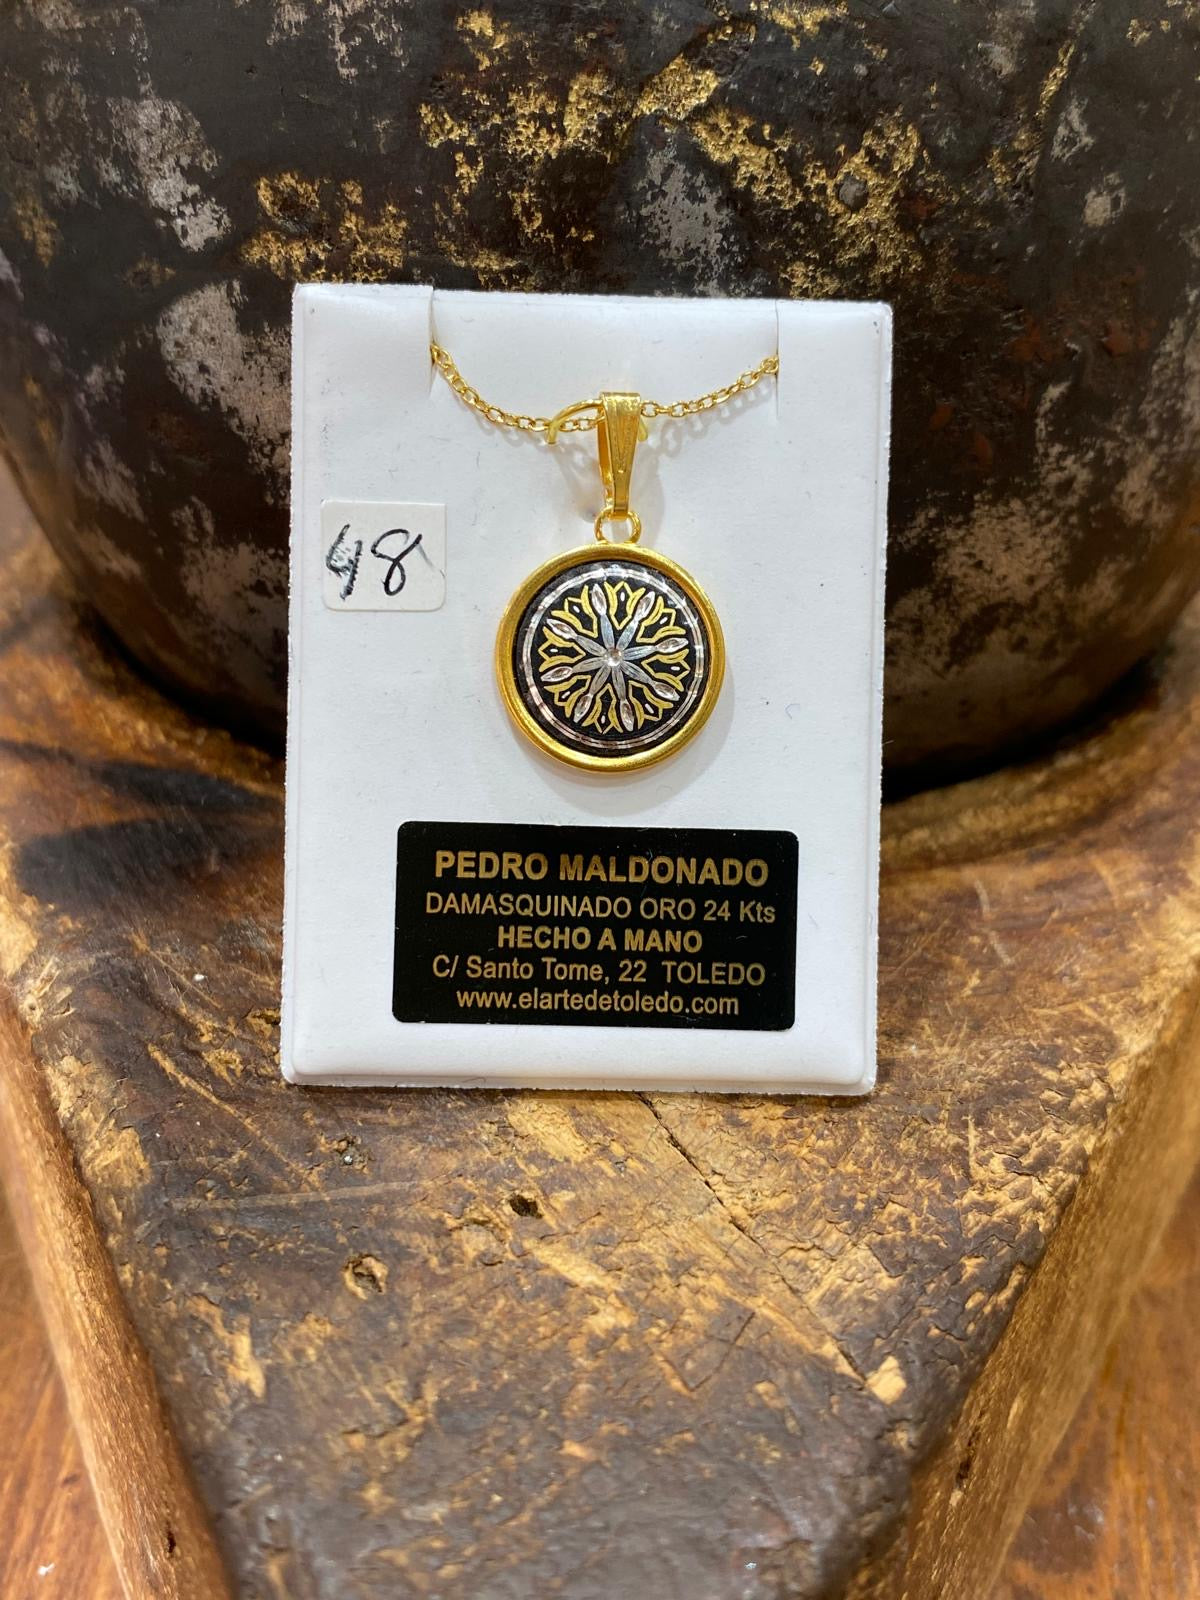 48
PEDRO MALDONADO
DAMASQUINADO ORO 24 Kts
HECHO A MANO
C/ Santo Tome, 22 TOLEDO
www.elartedetoledo.com